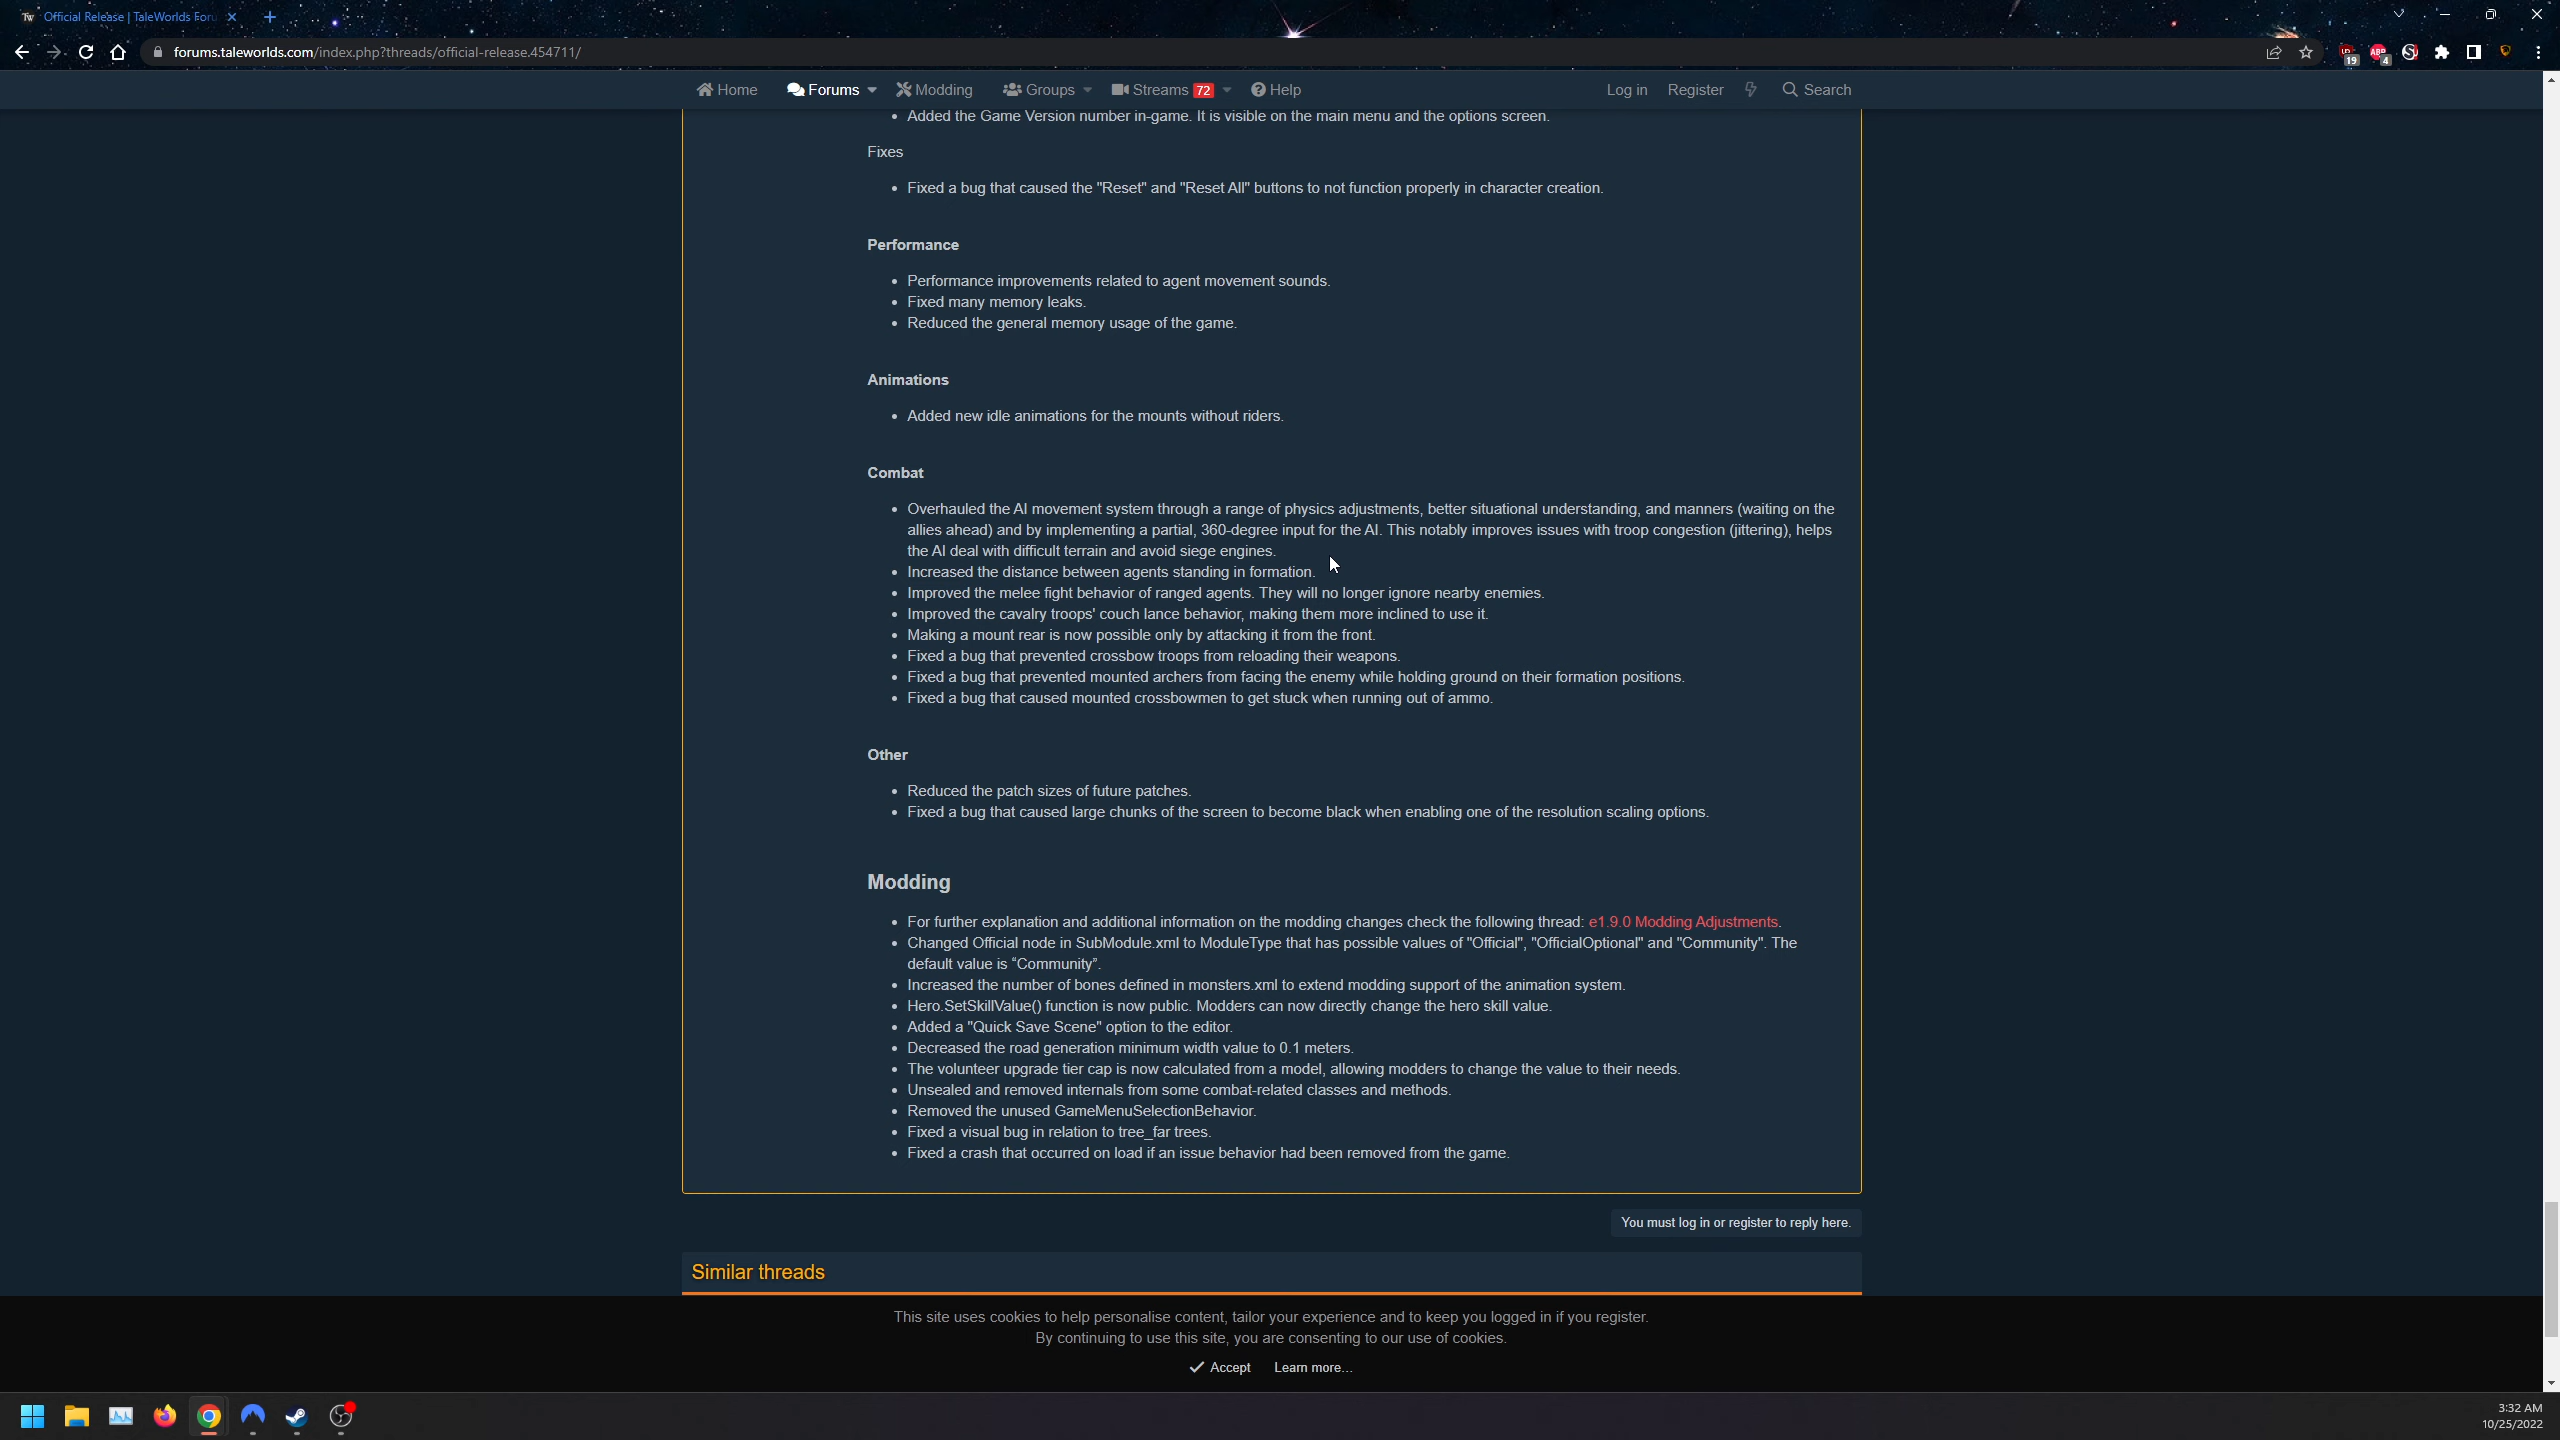 Official Release | TaleWorlds Foru
forums.taleworlds.com/index.php?threads/official-release.454711/
19
ABP
4
Home
Forums
Modding
Groups
Streams 72
Help
Log in
Register
Search
• Added the Game Version number in-game. It is visible on the main menu and the options screen.
Fixes
• Fixed a bug that caused the "Reset" and "Reset All" buttons to not function properly in character creation.
Performance
• Performance improvements related to agent movement sounds.
• Fixed many memory leaks.
• Reduced the general memory usage of the game.
Animations
• Added new idle animations for the mounts without riders.
Combat
• Overhauled the AI movement system through a range of physics adjustments, better situational understanding, and manners (waiting on the
allies ahead) and by implementing a partial, 360-degree input for the AI. This notably improves issues with troop congestion (jittering), helps
the AI deal with difficult terrain and avoid siege engines.
• Increased the distance between agents standing in formation.
• Improved the melee fight behavior of ranged agents. They will no longer ignore nearby enemies.
• Improved the cavalry troops' couch lance behavior, making them more inclined to use it.
• Making a mount rear is now possible only by attacking it from the front.
• Fixed a bug that prevented crossbow troops from reloading their weapons.
• Fixed a bug that prevented mounted archers from facing the enemy while holding ground on their formation positions.
• Fixed a bug that caused mounted crossbowmen to get stuck when running out of ammo.
Other
• Reduced the patch sizes of future patches.
• Fixed a bug that caused large chunks of the screen to become black when enabling one of the resolution scaling options.
Modding
• For further explanation and additional information on the modding changes check the following thread: e1.9.0 Modding Adjustments.
• Changed Official node in SubModule.xml to ModuleType that has possible values of "Official", "OfficialOptional" and "Community". The
default value is “Community”.
• Increased the number of bones defined in monsters.xml to extend modding support of the animation system.
• Hero.SetSkillValue() function is now public. Modders can now directly change the hero skill value.
• Added a "Quick Save Scene" option to the editor.
• Decreased the road generation minimum width value to 0.1 meters.
• The volunteer upgrade tier cap is now calculated from a model, allowing modders to change the value to their needs.
• Unsealed and removed internals from some combat-related classes and methods.
• Removed the unused GameMenuSelectionBehavior.
• Fixed a visual bug in relation to tree_far trees.
• Fixed a crash that occurred on load if an issue behavior had been removed from the game.
You must log in or register to reply here.
Similar threads
This site uses cookies to help personalise content, tailor your experience and to keep you logged in if you register.
By continuing to use this site, you are consenting to our use of cookies.
Accept
Learn more...
3:32 AM
10/25/2022